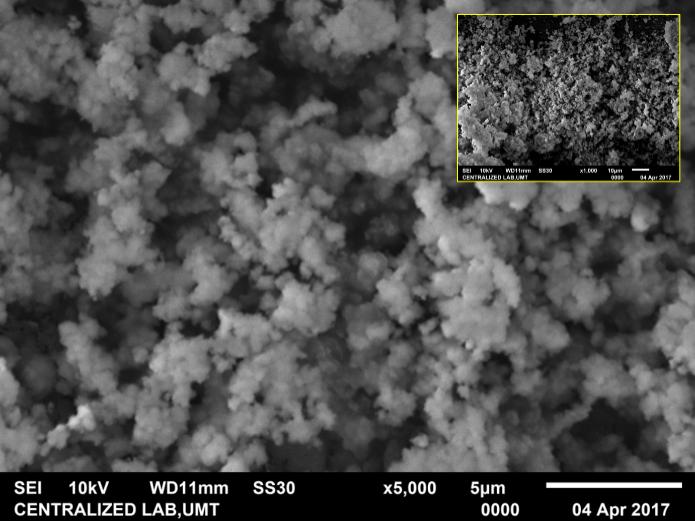 SEI 10kV WD11mm SS30 x1,000 10µm
CENTRALIZED LAB,UMT 0000 04 Apr 2017
SEI 10kV WD11mm SS30 x5,000 5µm
CENTRALIZED LAB,UMT 0000 04 Apr 2017